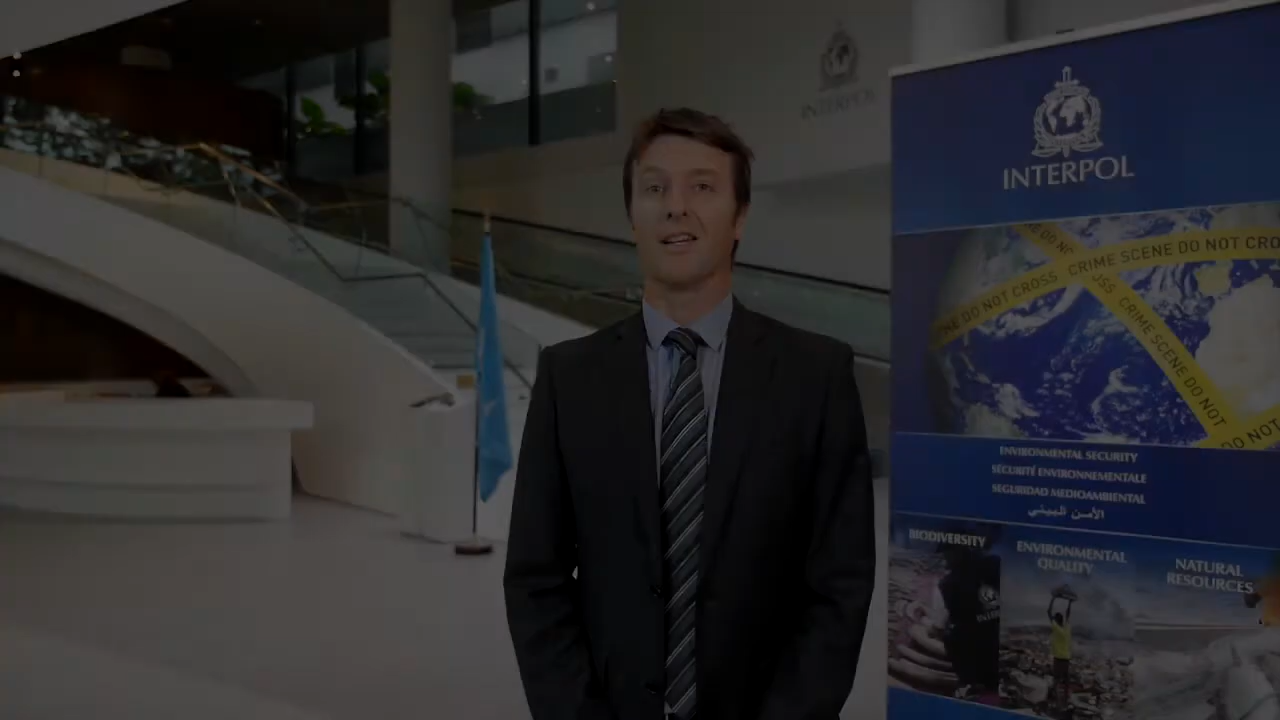 INTERPOL
INTERPOL
CRIME SCENE DO NOT CRO
DO NOT CROSS
CRIME SCENE DO NOT
DO NOT
ENVIRONMENTAL SECURITY
SÉCURITÉ ENVIRONNEMENTALE
SEGURIDAD MEDIOAMBIENTAL
الأمن البيئي
BIODIVERSITY
ENVIRONMENTAL
QUALITY
NATURAL
RESOURCES